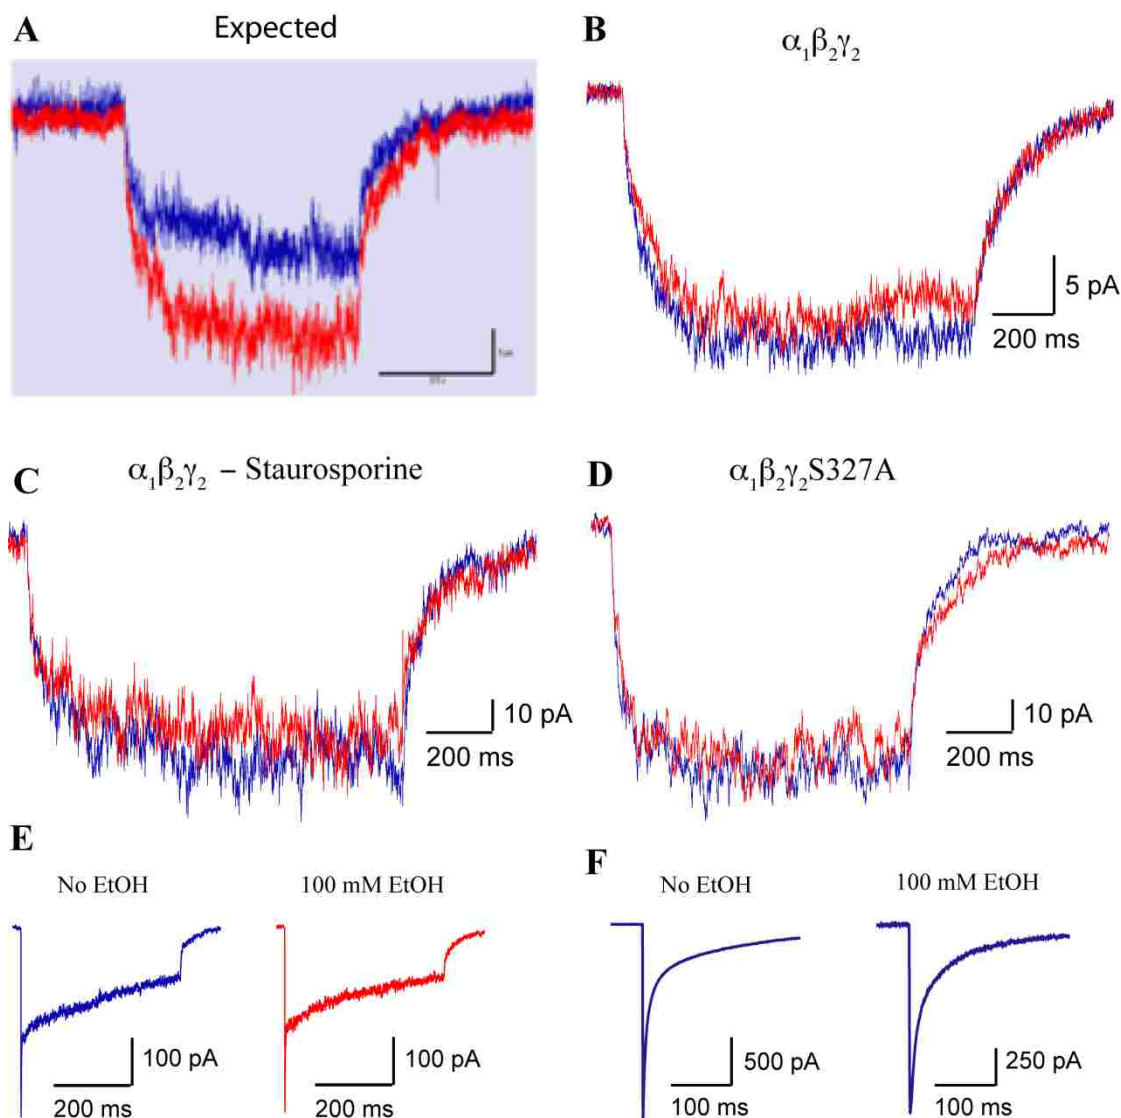 A
Expected
B
α₁β₂γ₂
5 pA
200 ms
C
α₁β₂γ₂ – Staurosporine
10 pA
200 ms
D
α₁β₂γ₂S327A
10 pA
200 ms
E
No EtOH
100 mM EtOH
100 pA
200 ms
100 pA
200 ms
F
No EtOH
100 mM EtOH
500 pA
100 ms
250 pA
100 ms